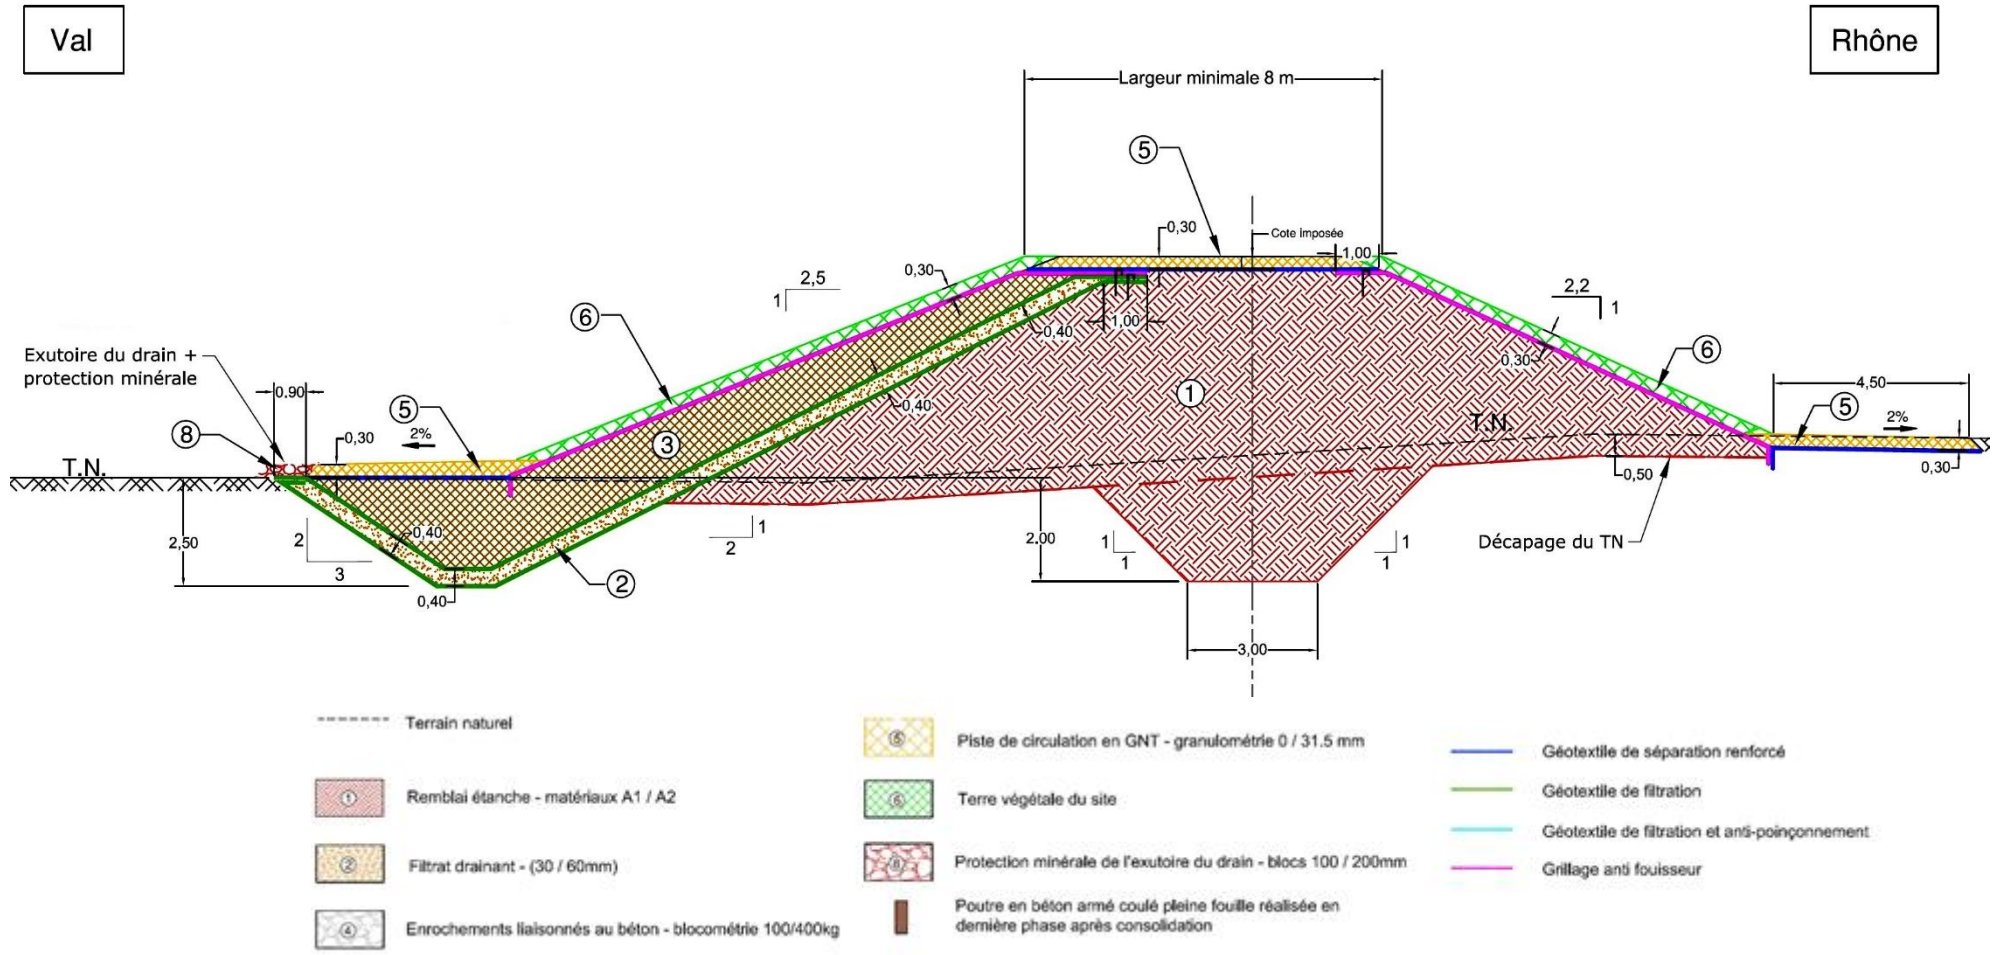 Val
Rhône
Largeur minimale 8 m
5
0,30
Cote imposée
1,00
2,5
1
0,30
2,2
1
6
0,40
1,00
0,30
6
Exutoire du drain +
protection minérale
0,90
5
0,40
1
4,50
5
2%
8
0,30
2%
3
T.N.
T.N.
0,50
0,30
2,50
2
3
0,40
0,40
2
1
2
2,00
1
1
1
1
Décapage du TN
3,00
Terrain naturel
1 Remblai étanche - matériaux A1 / A2
2 Filtrat drainant - (30 / 60mm)
4 Enrochements liaisonnés au béton - blocométrie 100/400kg
5 Piste de circulation en GNT - granulométrie 0 / 31.5 mm
6 Terre végétale du site
8 Protection minérale de l'exutoire du drain - blocs 100 / 200mm
Poutre en béton armé coulé pleine fouille réalisée en
dernière phase après consolidation
Géotextile de séparation renforcé
Géotextile de filtration
Géotextile de filtration et anti-poinçonnement
Grillage anti fouisseur